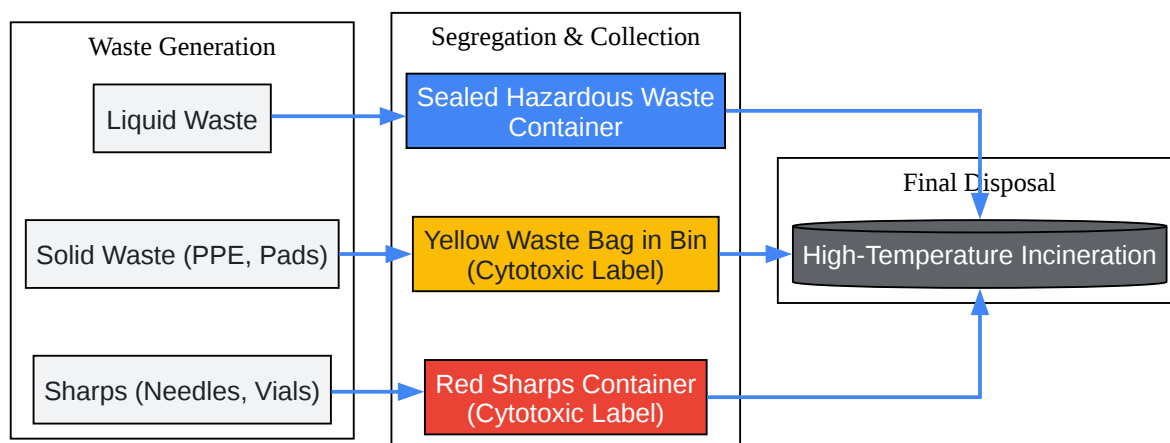 Waste Generation
Segregation & Collection
Liquid Waste
Sealed Hazardous Waste
Container
Final Disposal
Solid Waste (PPE, Pads)
Yellow Waste Bag in Bin
(Cytotoxic Label)
High-Temperature Incineration
Sharps (Needles, Vials)
Red Sharps Container
(Cytotoxic Label)